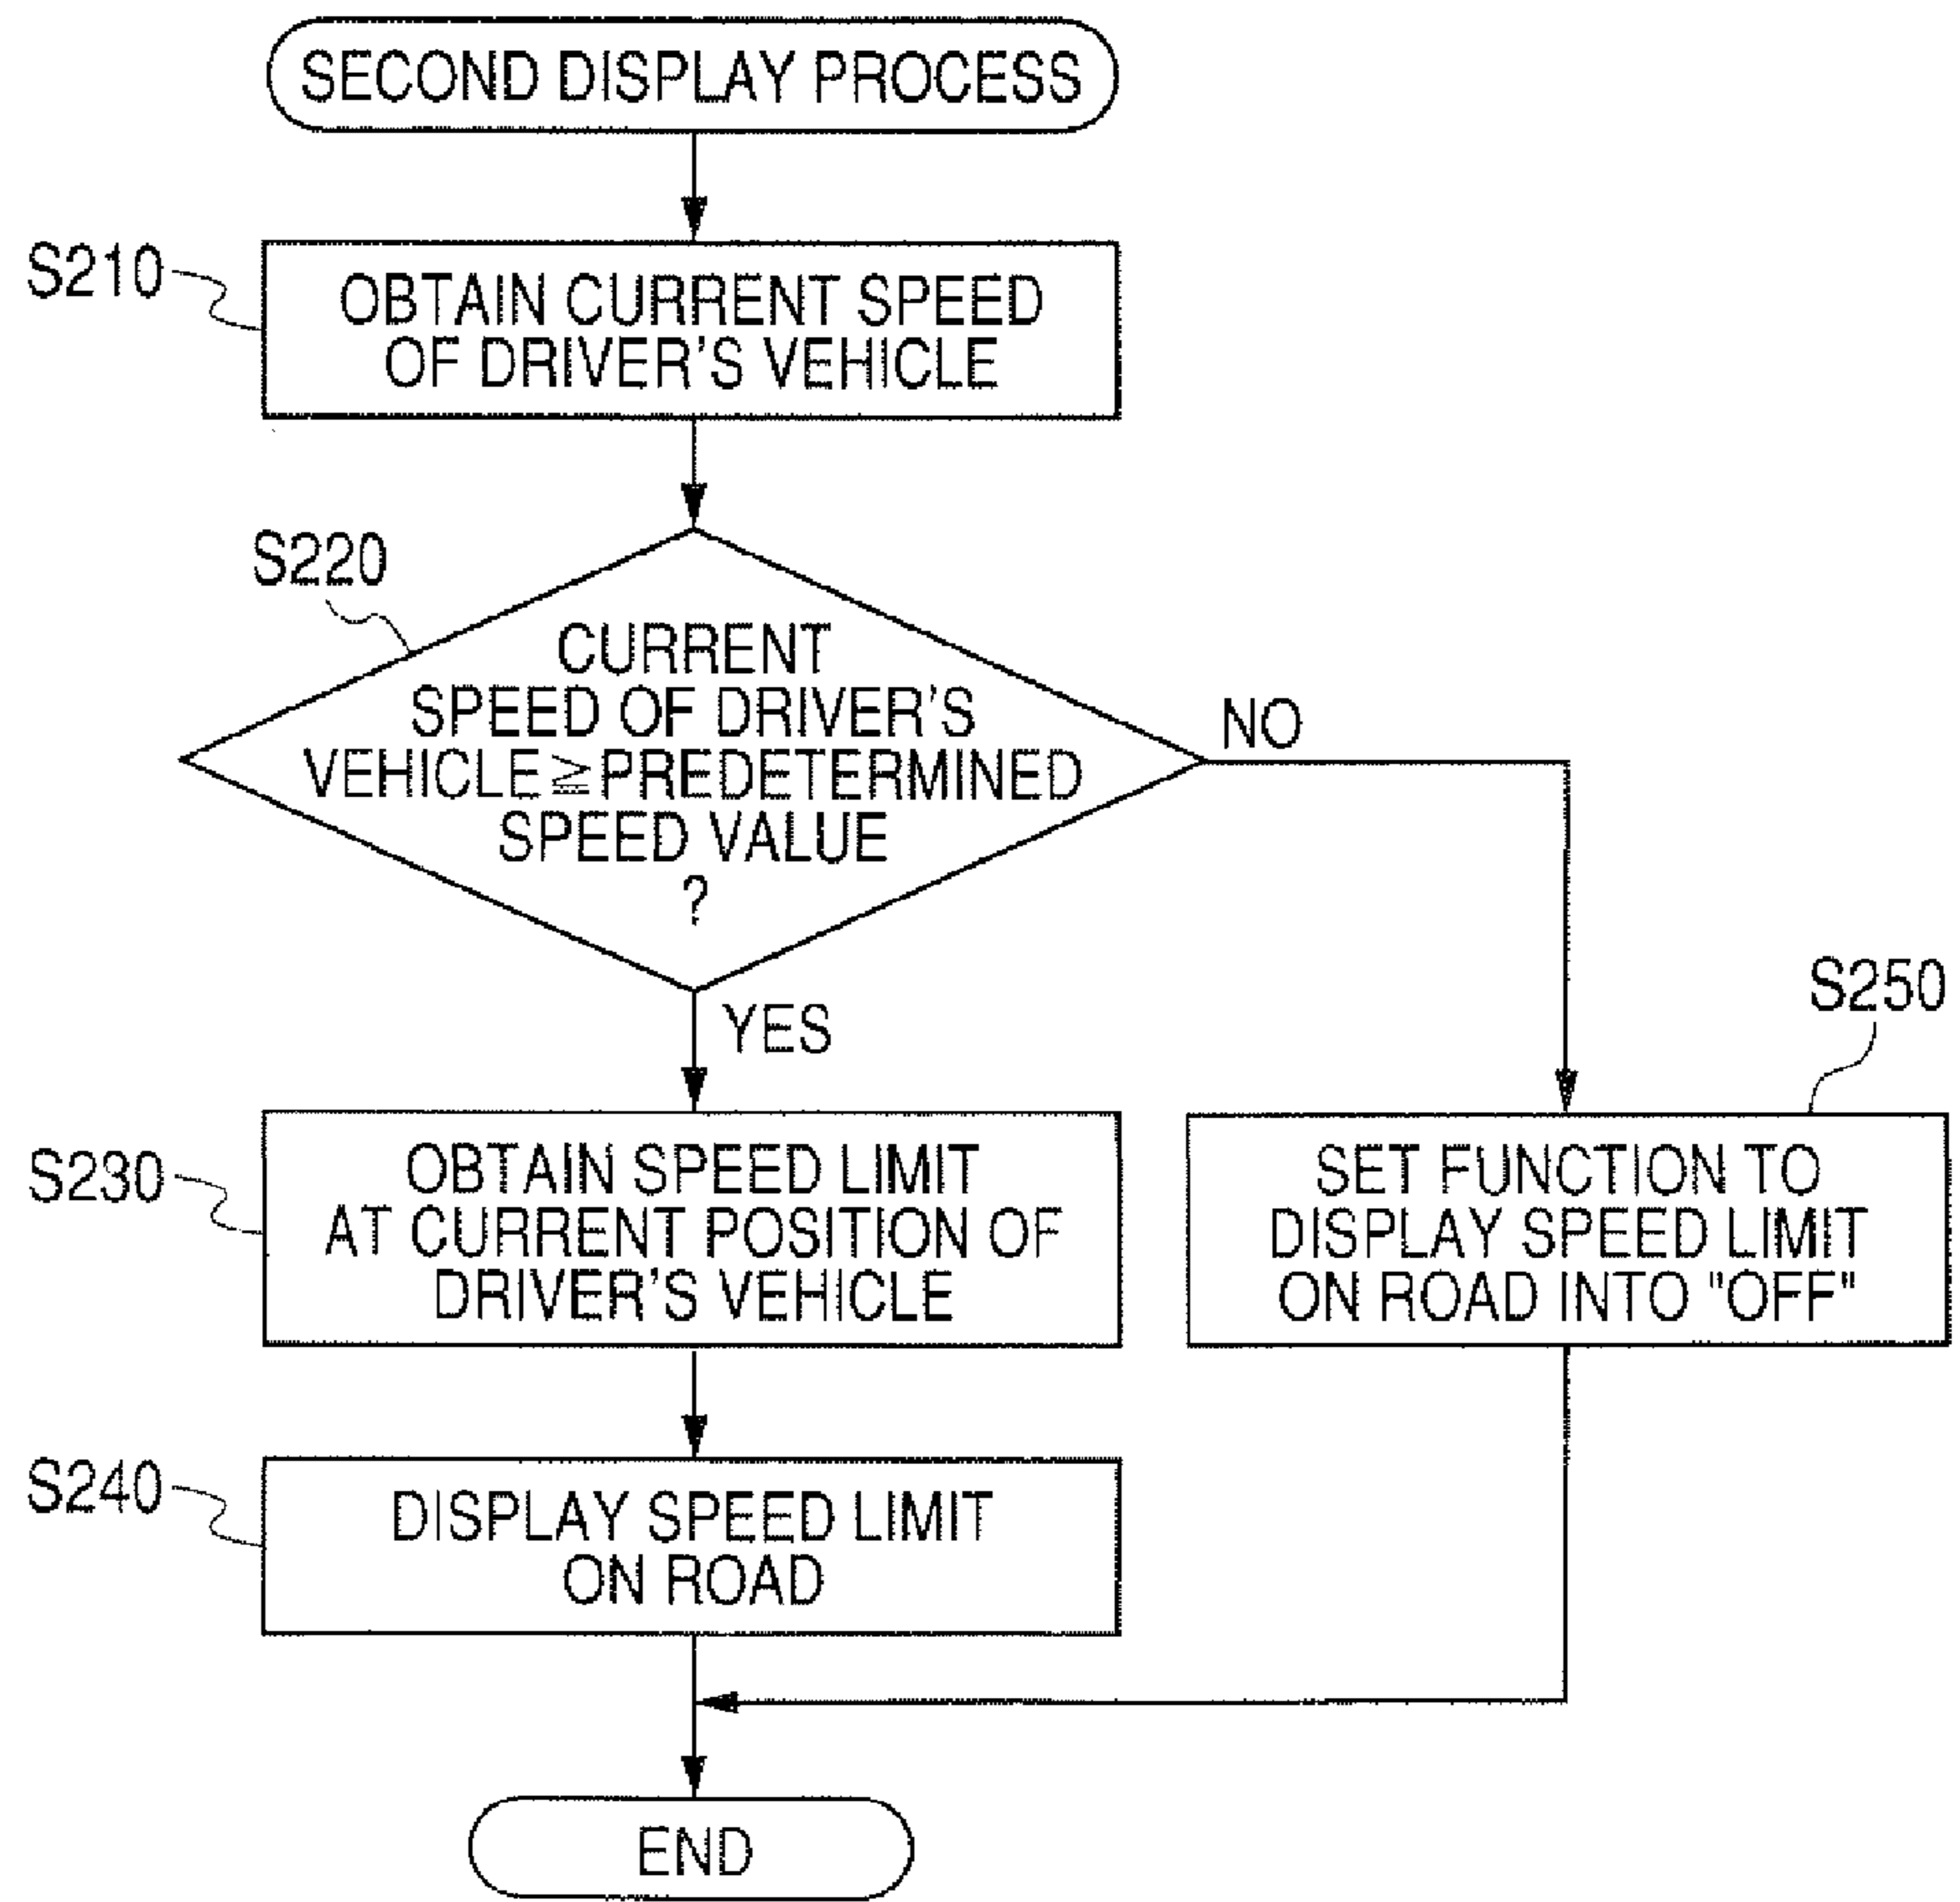 SECOND DISPLAY PROCESS
S210
OBTAIN CURRENT SPEED
OF DRIVER'S VEHICLE
S220
CURRENT
SPEED OF DRIVER'S
VEHICLE≧PREDETERMINED
SPEED VALUE
?
NO
YES
S230
OBTAIN SPEED LIMIT
AT CURRENT POSITION OF
DRIVER'S VEHICLE
S250
SET FUNCTION TO
DISPLAY SPEED LIMIT
ON ROAD INTO "OFF"
S240
DISPLAY SPEED LIMIT
ON ROAD
END